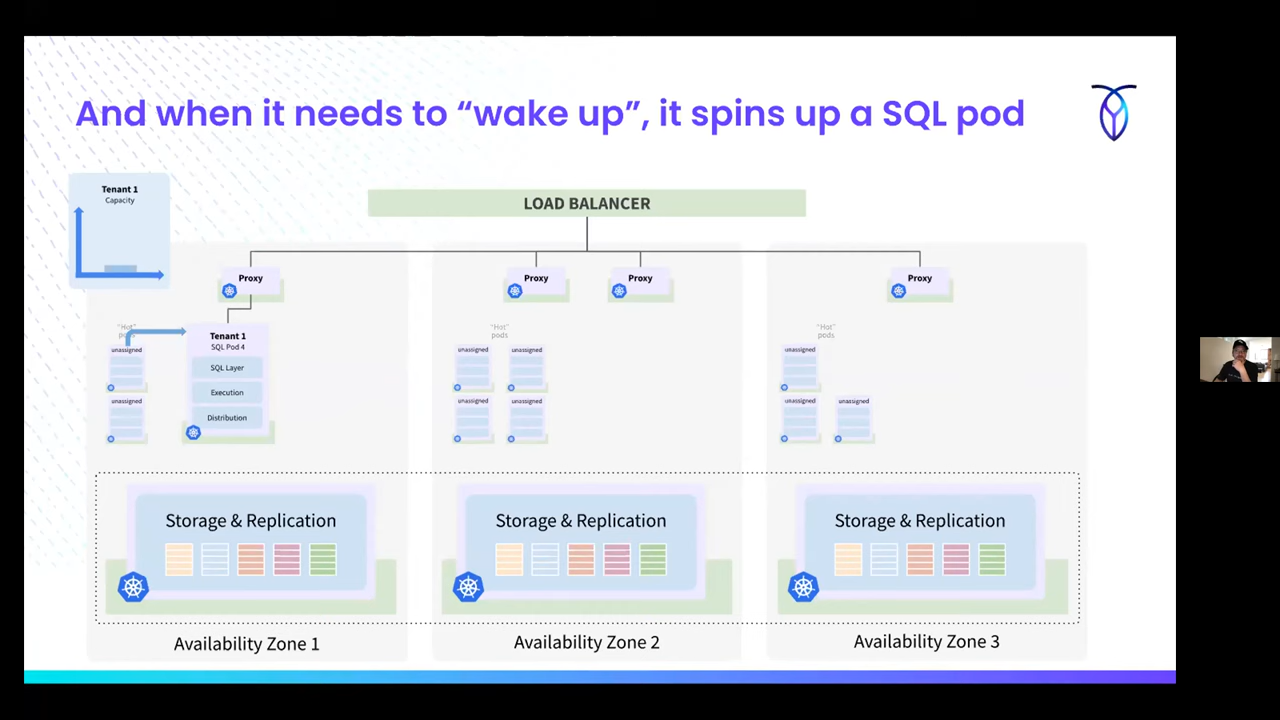 And when it needs to “wake up”, it spins up a SQL pod
Tenant 1
Capacity
LOAD BALANCER
Proxy
Proxy
Proxy
Proxy
"Hot"
pods
unassigned
unassigned
Tenant 1
SQL Pod 4
SQL Layer
Execution
Distribution
"Hot"
pods
unassigned
unassigned
unassigned
unassigned
"Hot"
pods
unassigned
unassigned
unassigned
Storage & Replication
Storage & Replication
Storage & Replication
Availability Zone 1
Availability Zone 2
Availability Zone 3